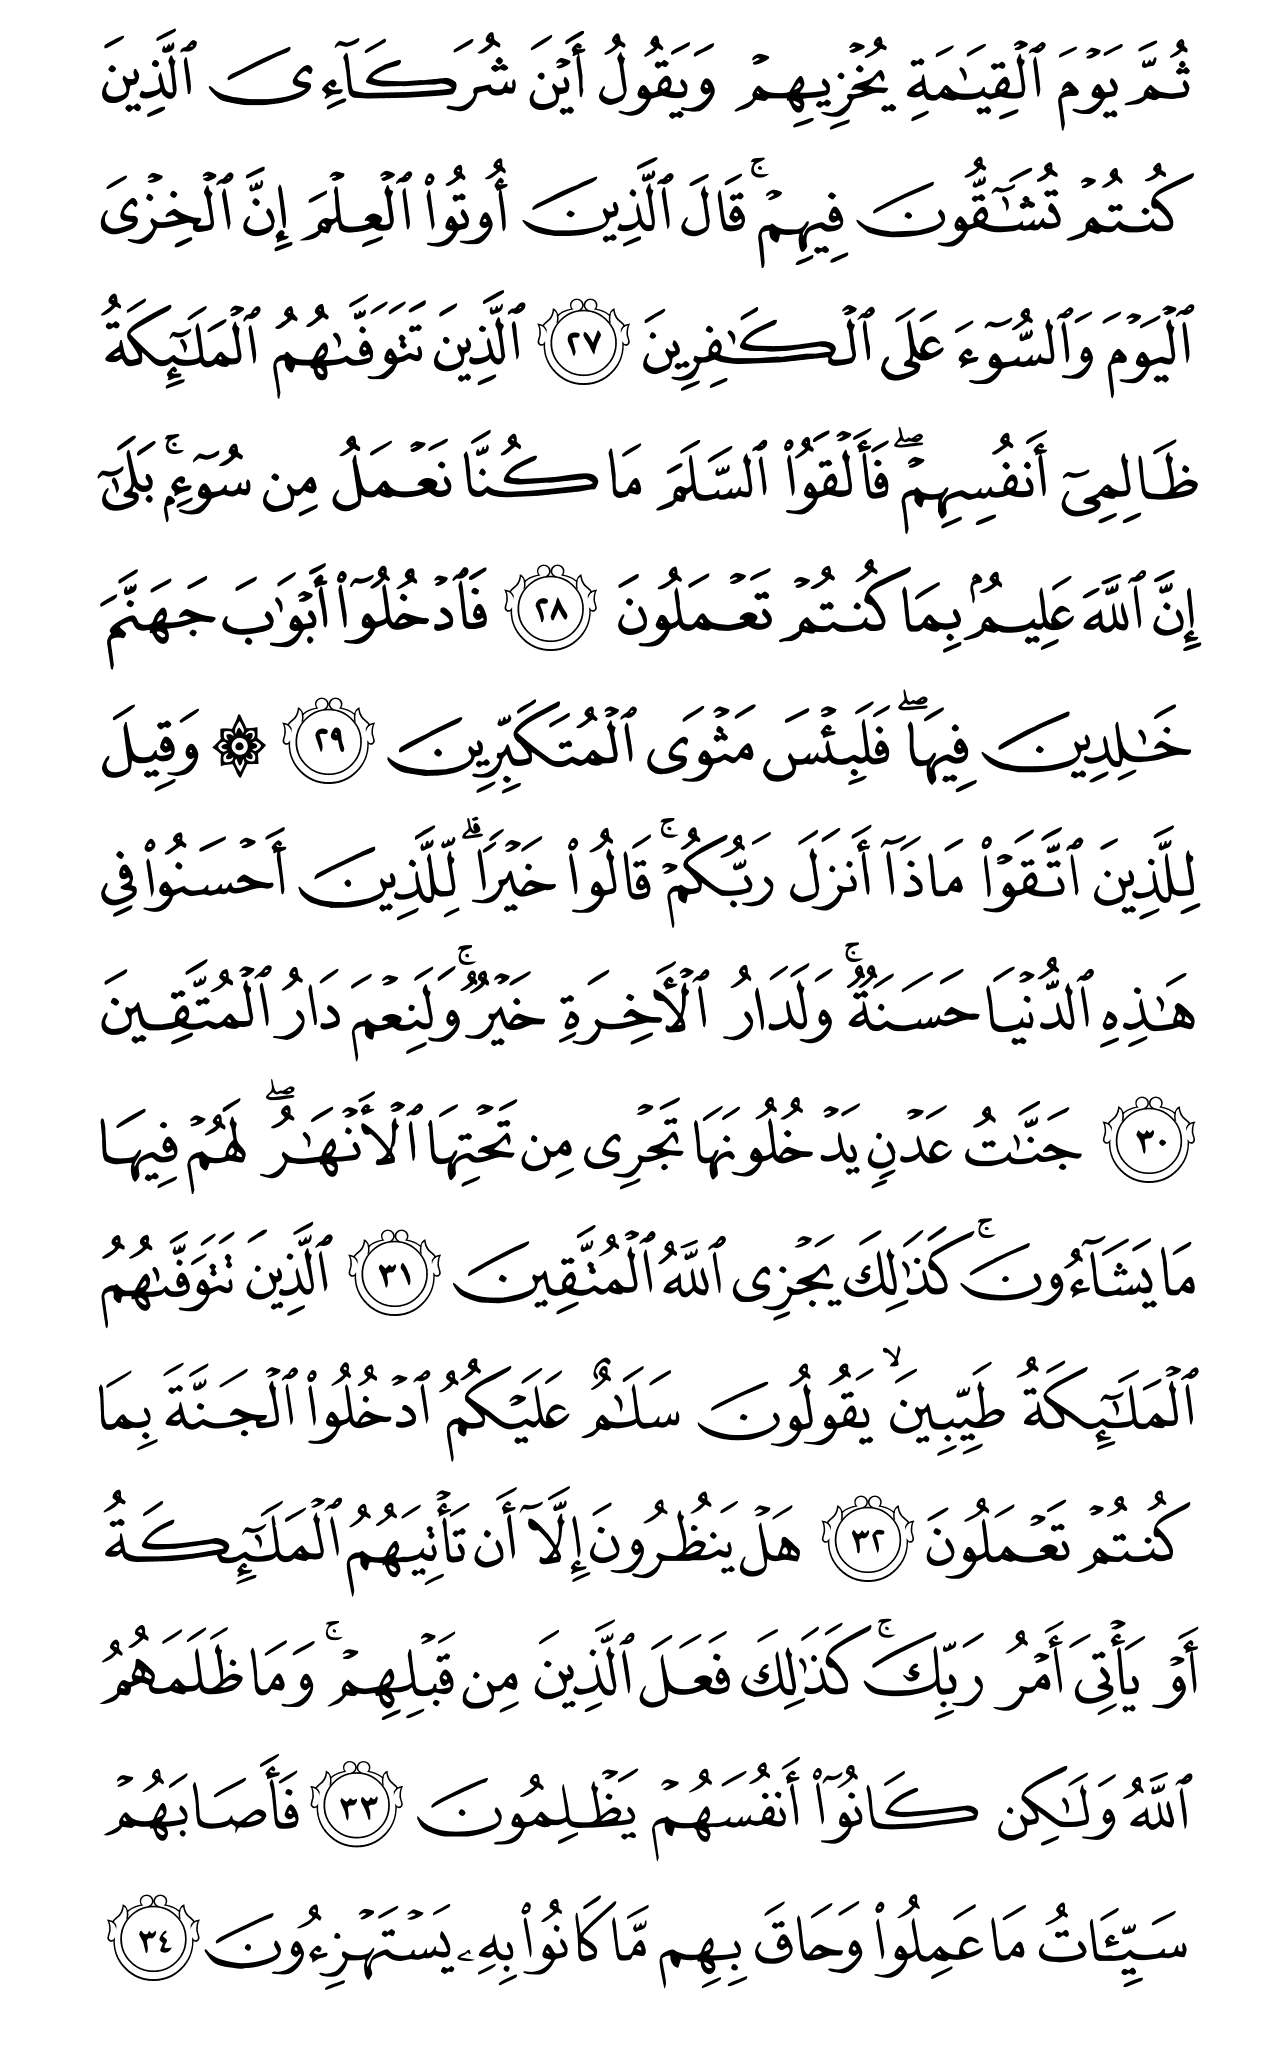 ثُمَّ يَوْمَ ٱلْقِيَـٰمَةِ يُخْزِيهِمْ وَيَقُولُ أَيْنَ شُرَكَآءِىَ ٱلَّذِينَ
كُنتُمْ تُشَـٰٓقُّونَ فِيهِمْ ۚ قَالَ ٱلَّذِينَ أُوتُوا۟ ٱلْعِلْمَ إِنَّ ٱلْخِزْىَ
ٱلْيَوْمَ وَٱلسُّوٓءَ عَلَى ٱلْكَـٰفِرِينَ ٢٧ ٱلَّذِينَ تَتَوَفَّىٰهُمُ ٱلْمَلَـٰٓئِكَةُ
ظَالِمِىٓ أَنفُسِهِمْ ۖ فَأَلْقَوُا۟ ٱلسَّلَمَ مَا كُنَّا نَعْمَلُ مِن سُوٓءٍۭ ۚ بَلَىٰٓ
إِنَّ ٱللَّهَ عَلِيمٌۢ بِمَا كُنتُمْ تَعْمَلُونَ ٢٨ فَٱدْخُلُوٓا۟ أَبْوَٰبَ جَهَنَّمَ
خَـٰلِدِينَ فِيهَا ۖ فَلَبِئْسَ مَثْوَى ٱلْمُتَكَبِّرِينَ ٢٩ ۞ وَقِيلَ
لِلَّذِينَ ٱتَّقَوْا۟ مَاذَآ أَنزَلَ رَبُّكُمْ ۚ قَالُوا۟ خَيْرًا ۗ لِّلَّذِينَ أَحْسَنُوا۟ فِى
هَـٰذِهِ ٱلدُّنْيَا حَسَنَةٌ ۚ وَلَدَارُ ٱلْـَٔاخِرَةِ خَيْرٌ ۚ وَلَنِعْمَ دَارُ ٱلْمُتَّقِينَ
٣٠ جَنَّـٰتُ عَدْنٍ يَدْخُلُونَهَا تَجْرِى مِن تَحْتِهَا ٱلْأَنْهَـٰرُ ۖ لَهُمْ فِيهَا
مَا يَشَآءُونَ ۚ كَذَٰلِكَ يَجْزِى ٱللَّهُ ٱلْمُتَّقِينَ ٣١ ٱلَّذِينَ تَتَوَفَّىٰهُمُ
ٱلْمَلَـٰٓئِكَةُ طَيِّبِينَ ۙ يَقُولُونَ سَلَـٰمٌ عَلَيْكُمُ ٱدْخُلُوا۟ ٱلْجَنَّةَ بِمَا
كُنتُمْ تَعْمَلُونَ ٣٢ هَلْ يَنظُرُونَ إِلَّآ أَن تَأْتِيَهُمُ ٱلْمَلَـٰٓئِكَةُ
أَوْ يَأْتِىَ أَمْرُ رَبِّكَ ۚ كَذَٰلِكَ فَعَلَ ٱلَّذِينَ مِن قَبْلِهِمْ ۚ وَمَا ظَلَمَهُمُ
ٱللَّهُ وَلَـٰكِن كَانُوٓا۟ أَنفُسَهُمْ يَظْلِمُونَ ٣٣ فَأَصَابَهُمْ
سَيِّـَٔاتُ مَا عَمِلُوا۟ وَحَاقَ بِهِم مَّا كَانُوا۟ بِهِۦ يَسْتَهْزِءُونَ ٣٤